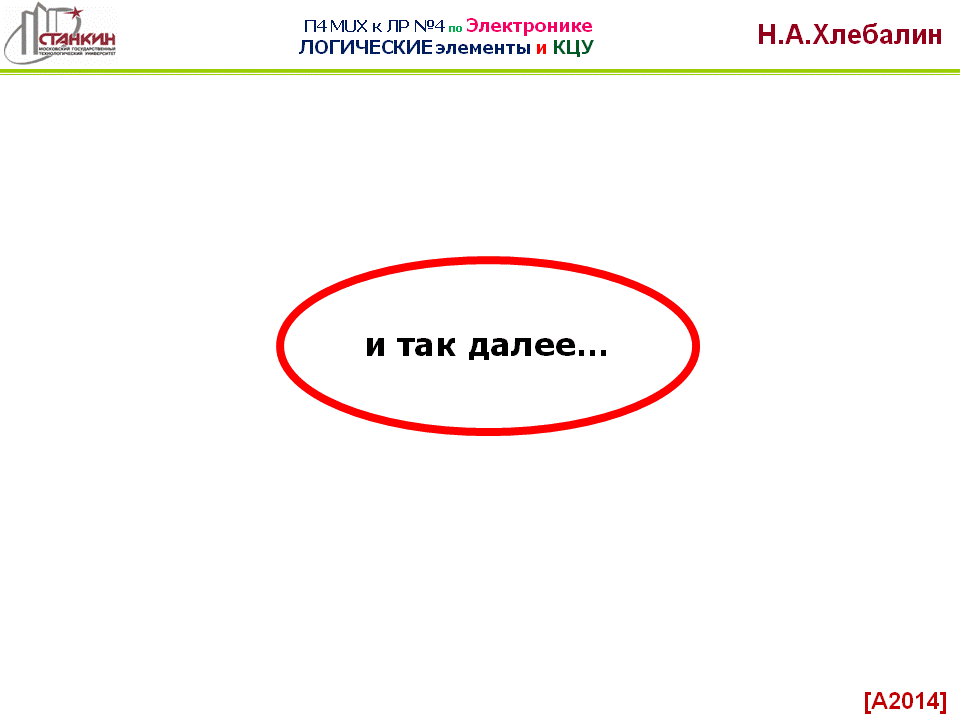 СТАНКИН
МОСКОВСКИЙ ГОСУДАРСТВЕННЫЙ
ТЕХНОЛОГИЧЕСКИЙ УНИВЕРСИТЕТ
П4 MUX к ЛР №4 по Электронике
ЛОГИЧЕСКИЕ элементы и КЦУ
Н.А.Хлебалин
и так далее...
[А2014]